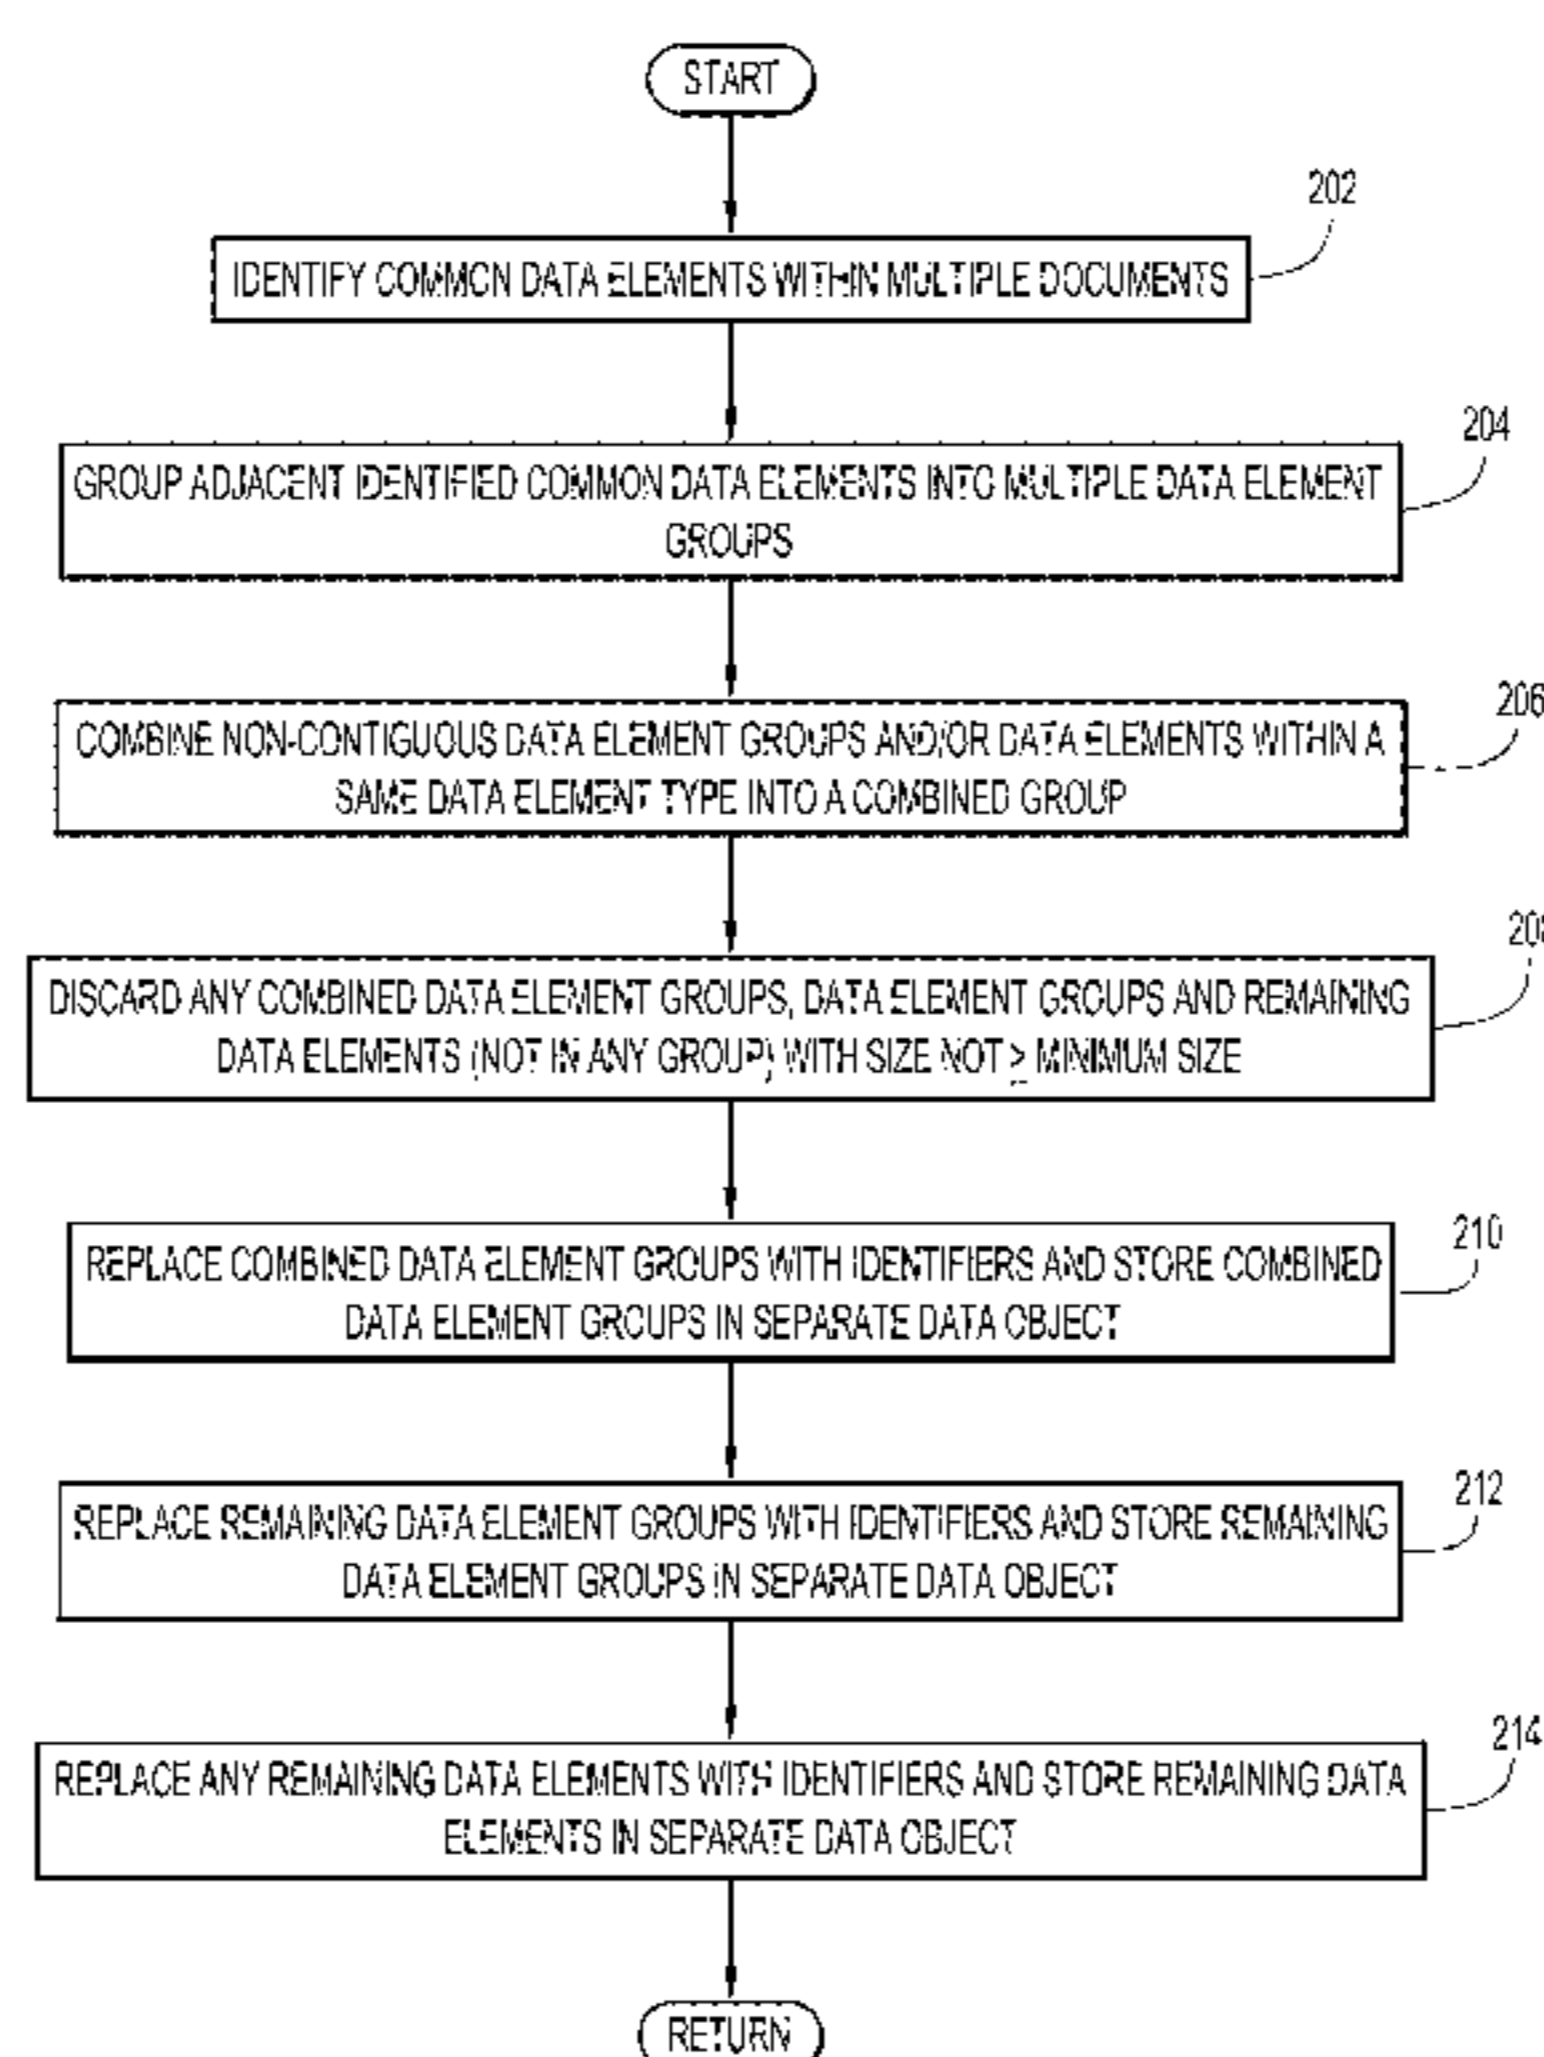 START
202
IDENTIFY COMMON DATA ELEMENTS WITHIN MULTIPLE DOCUMENTS
204
GROUP ADJACENT IDENTIFIED COMMON DATA ELEMENTS INTO MULTIPLE DATA ELEMENT
GROUPS
206
COMBINE NON-CONTIGUOUS DATA ELEMENT GROUPS AND/OR DATA ELEMENTS WITHIN A
SAME DATA ELEMENT TYPE INTO A COMBINED GROUP
208
DISCARD ANY COMBINED DATA ELEMENT GROUPS, DATA ELEMENT GROUPS AND REMAINING
DATA ELEMENTS (NOT IN ANY GROUP) WITH SIZE NOT ≥ MINIMUM SIZE
210
REPLACE COMBINED DATA ELEMENT GROUPS WITH IDENTIFIERS AND STORE COMBINED
DATA ELEMENT GROUPS IN SEPARATE DATA OBJECT
212
REPLACE REMAINING DATA ELEMENT GROUPS WITH IDENTIFIERS AND STORE REMAINING
DATA ELEMENT GROUPS IN SEPARATE DATA OBJECT
214
REPLACE ANY REMAINING DATA ELEMENTS WITH IDENTIFIERS AND STORE REMAINING DATA
ELEMENTS IN SEPARATE DATA OBJECT
RETURN